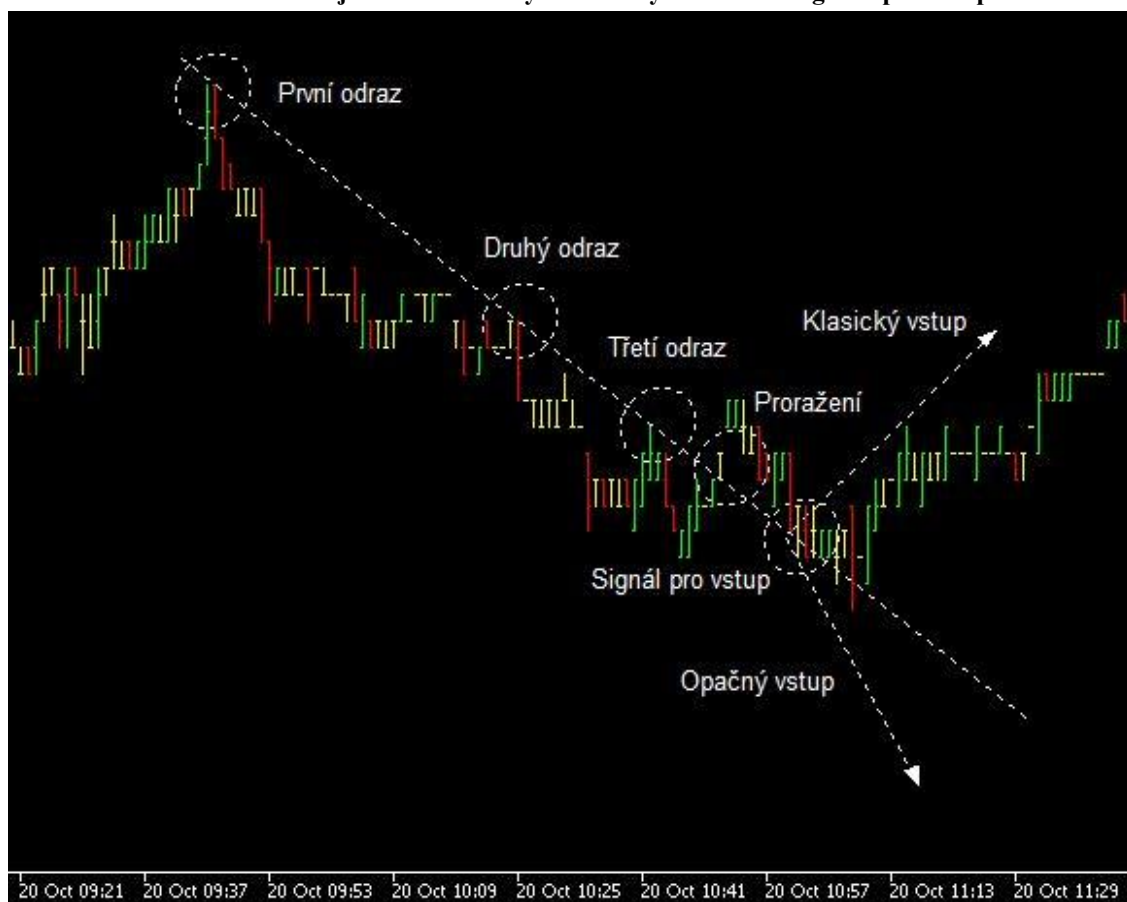 První odraz
Druhý odraz
Klasický vstup
Třetí odraz
Proražení
Signál pro vstup
Opačný vstup
20 Oct 09:21 20 Oct 09:37 20 Oct 09:53 20 Oct 10:09 20 Oct 10:25 20 Oct 10:41 20 Oct 10:57 20 Oct 11:13 20 Oct 11:29